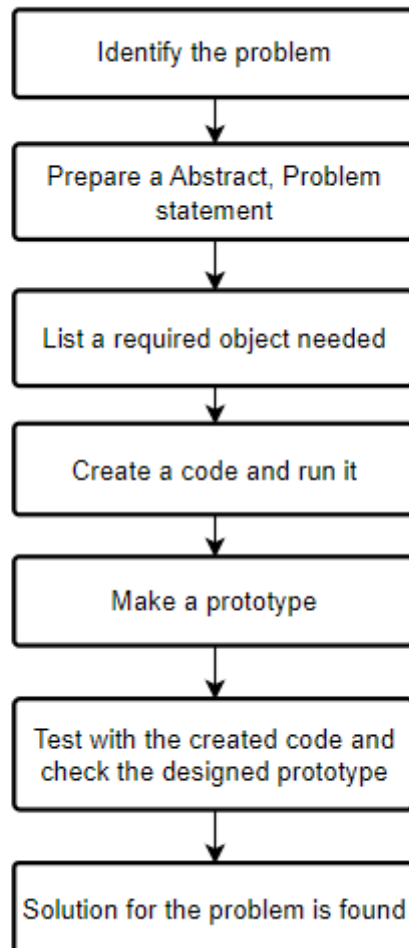 Identify the problem
Prepare a Abstract, Problem
statement
List a required object needed
Create a code and run it
Make a prototype
Test with the created code and
check the designed prototype
Solution for the problem is found